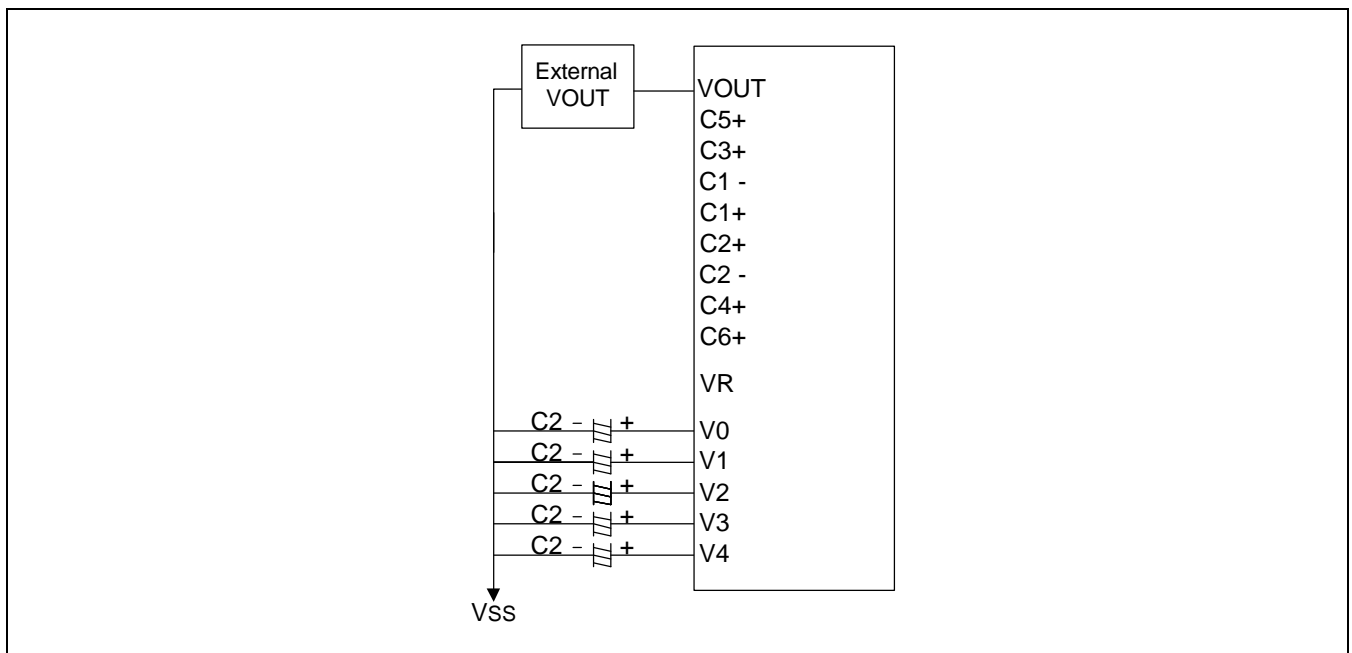 External
VOUT
VOUT
C5+
C3+
C1 -
C1+
C2+
C2 -
C4+
C6+
VR
C2 - + V0
C2 - + V1
C2 - + V2
C2 - + V3
C2 - + V4
VSS